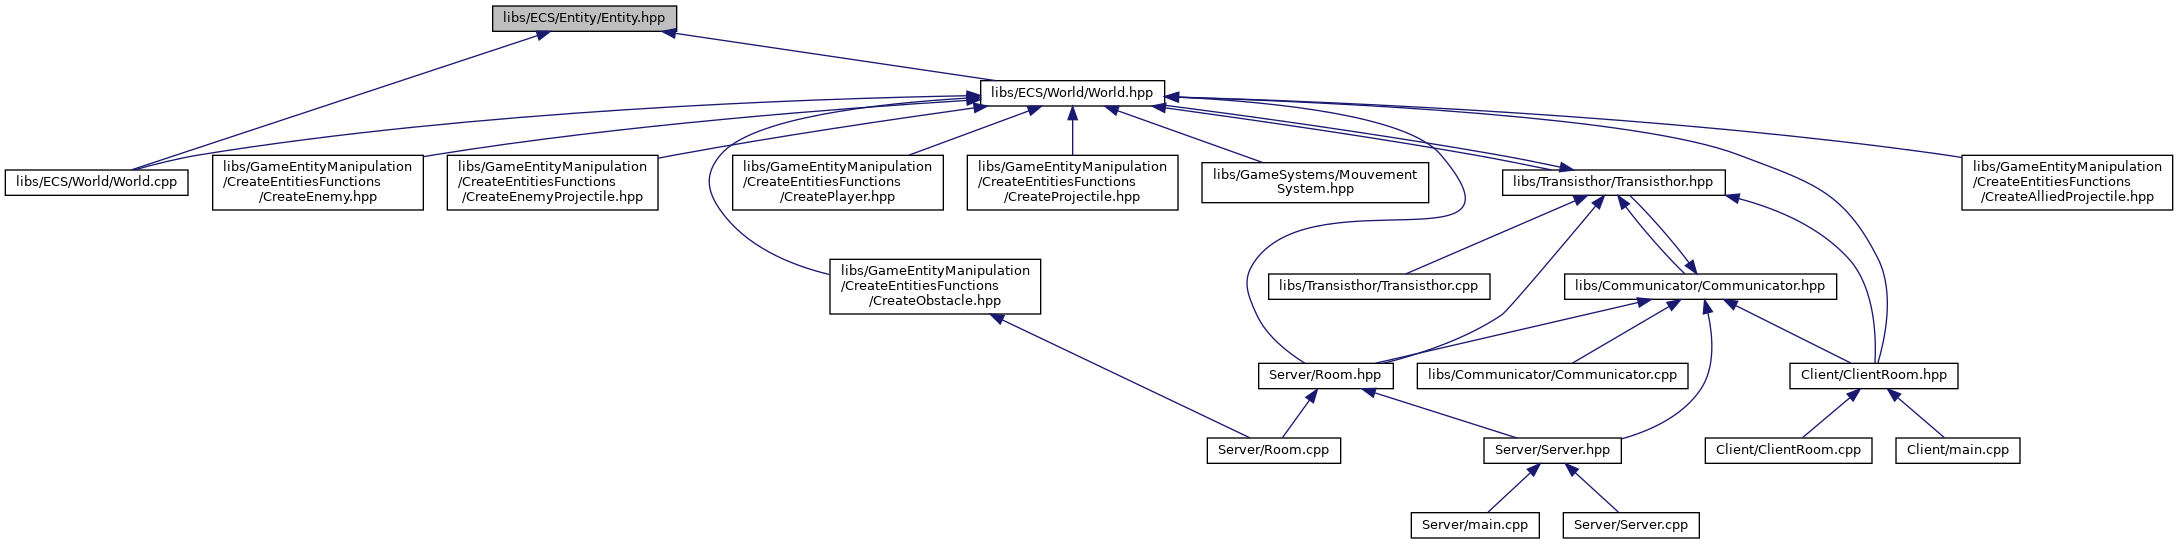 libs/ECS/Entity/Entity.hpp
libs/ECS/World/World.hpp
libs/ECS/World/World.cpp
libs/GameEntityManipulation
/CreateEntitiesFunctions
/CreateEnemy.hpp
libs/GameEntityManipulation
/CreateEntitiesFunctions
/CreateEnemyProjectile.hpp
libs/GameEntityManipulation
/CreateEntitiesFunctions
/CreatePlayer.hpp
libs/GameEntityManipulation
/CreateEntitiesFunctions
/CreateProjectile.hpp
libs/GameSystems/Mouvement
System.hpp
libs/Transisthor/Transisthor.hpp
libs/GameEntityManipulation
/CreateEntitiesFunctions
/CreateAlliedProjectile.hpp
libs/GameEntityManipulation
/CreateEntitiesFunctions
/CreateObstacle.hpp
libs/Transisthor/Transisthor.cpp
libs/Communicator/Communicator.hpp
Server/Room.hpp
libs/Communicator/Communicator.cpp
Client/ClientRoom.hpp
Server/Room.cpp
Server/Server.hpp
Client/ClientRoom.cpp
Client/main.cpp
Server/main.cpp
Server/Server.cpp